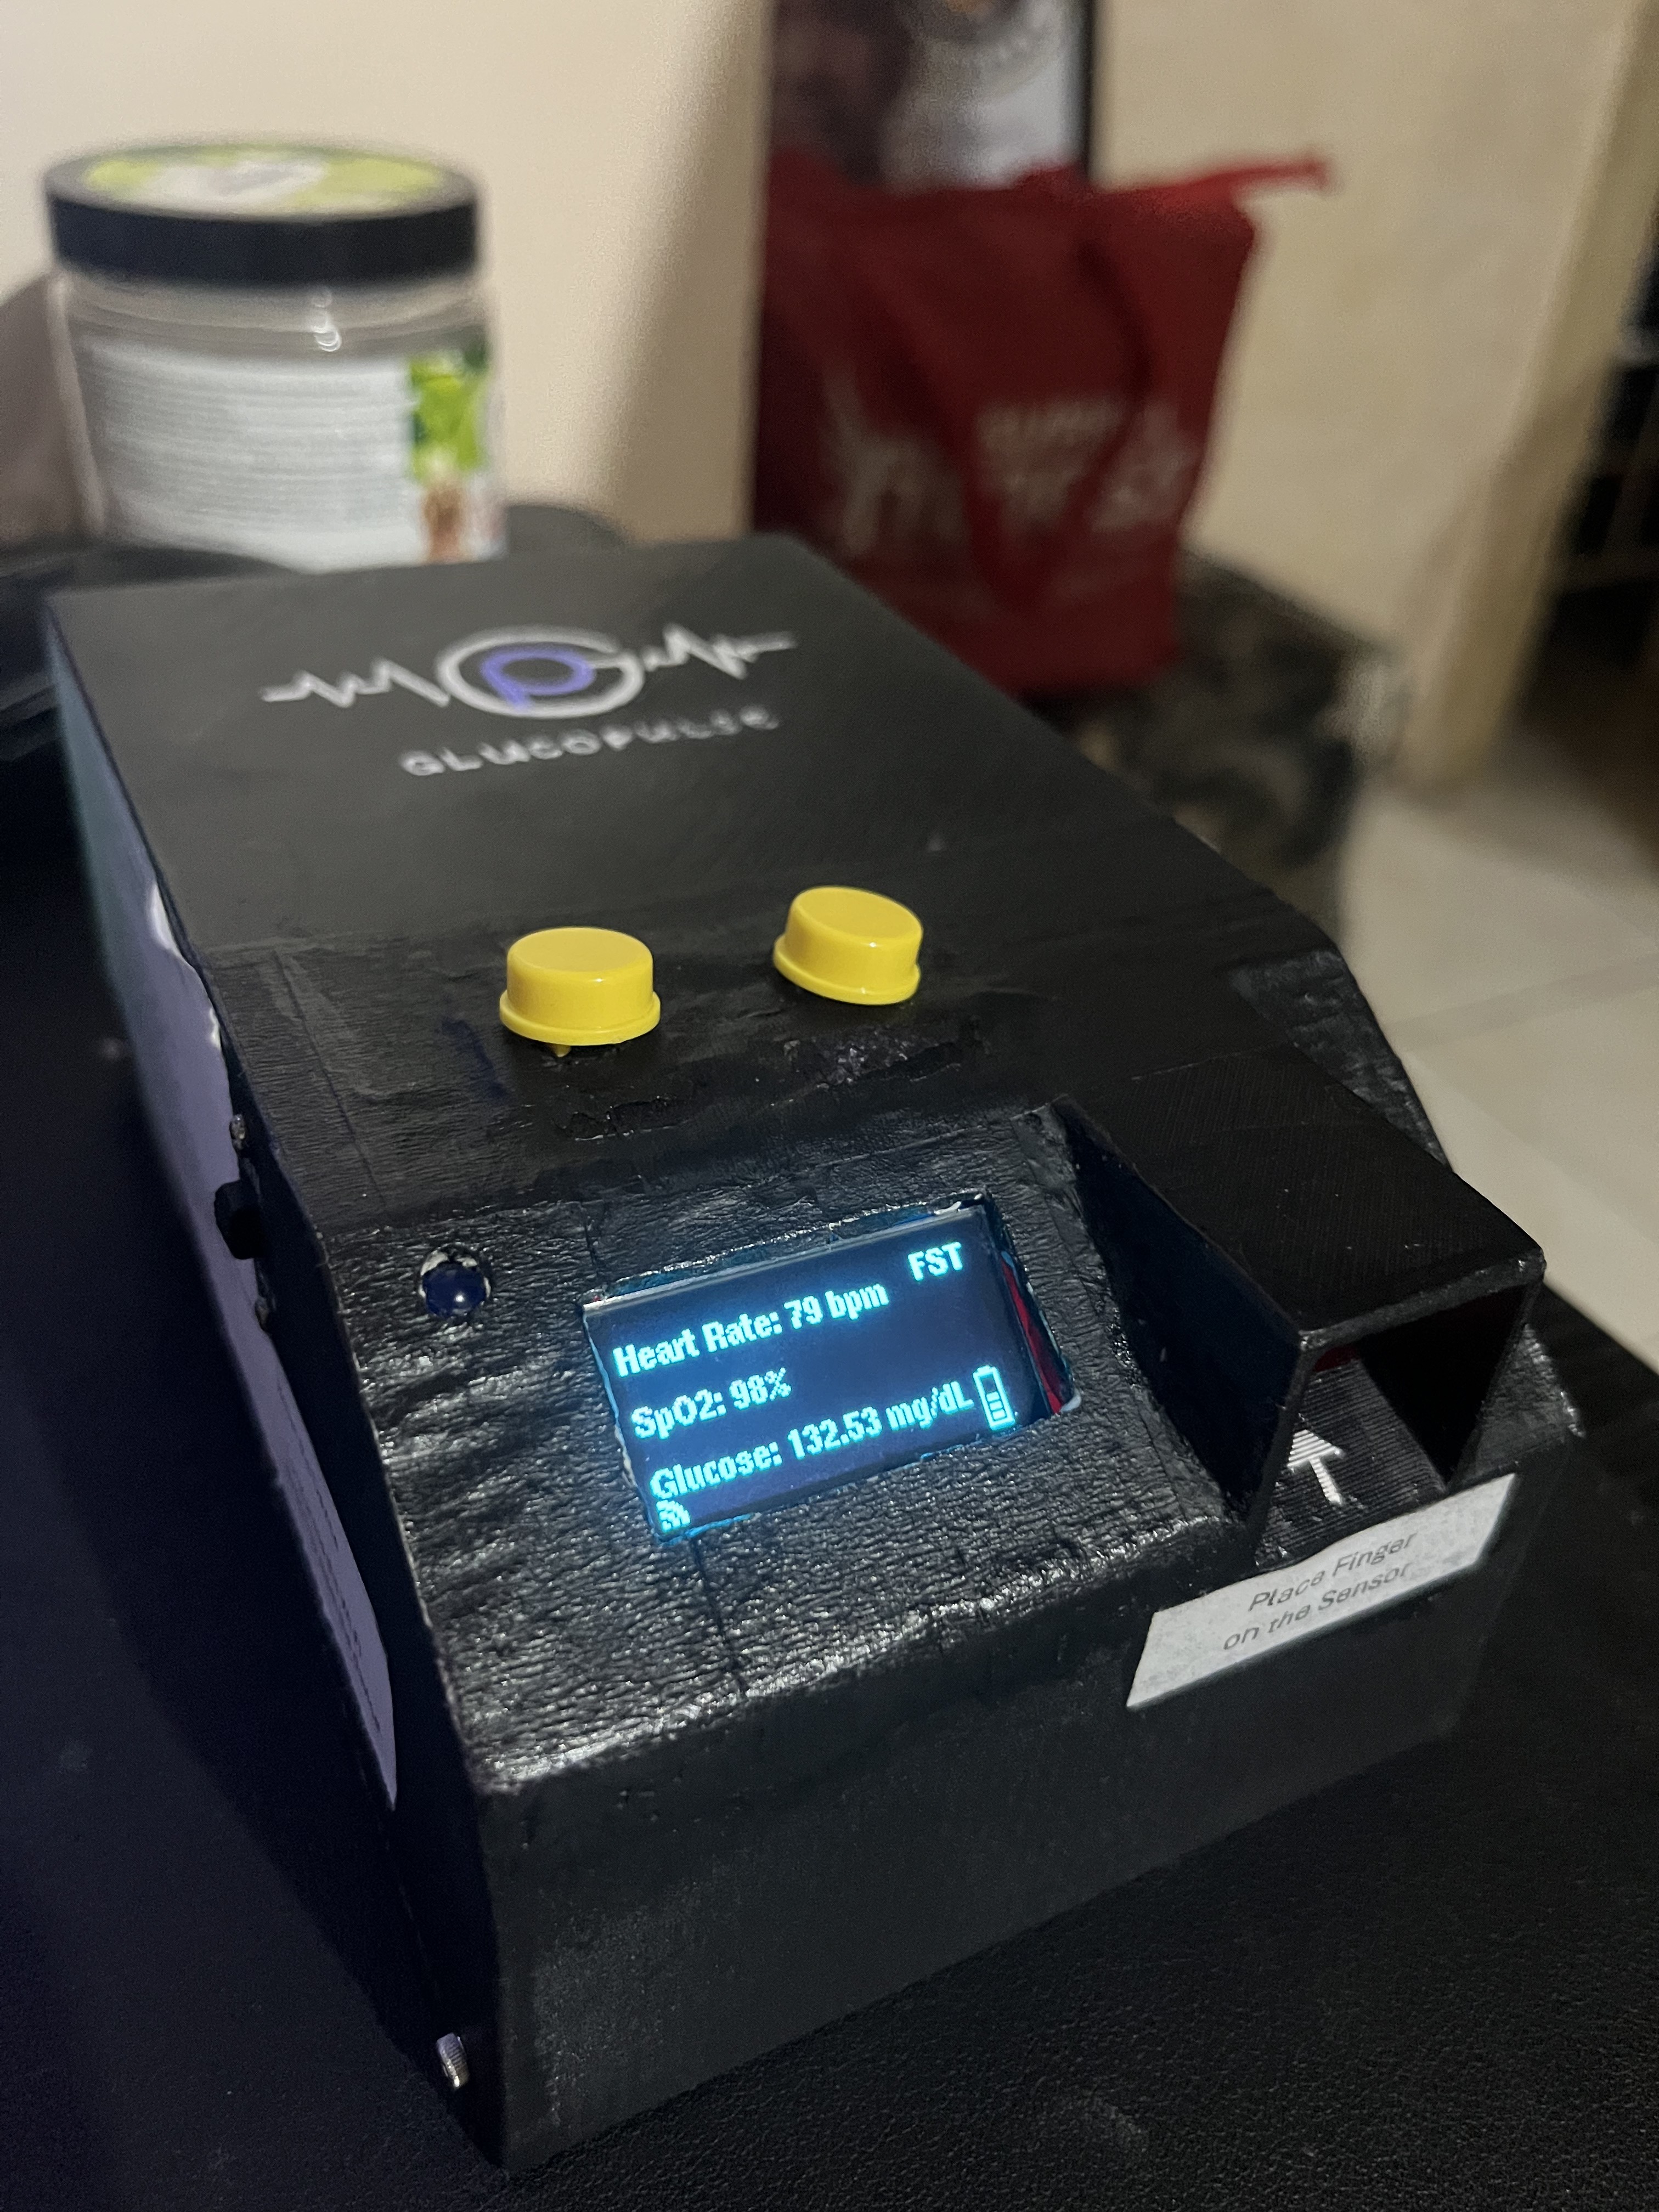 GLUCOPULSE
FST
Heart Rate: 79 bpm
SpO2: 98%
Glucose: 132.53 mg/dL
Place Finger
on the Sensor